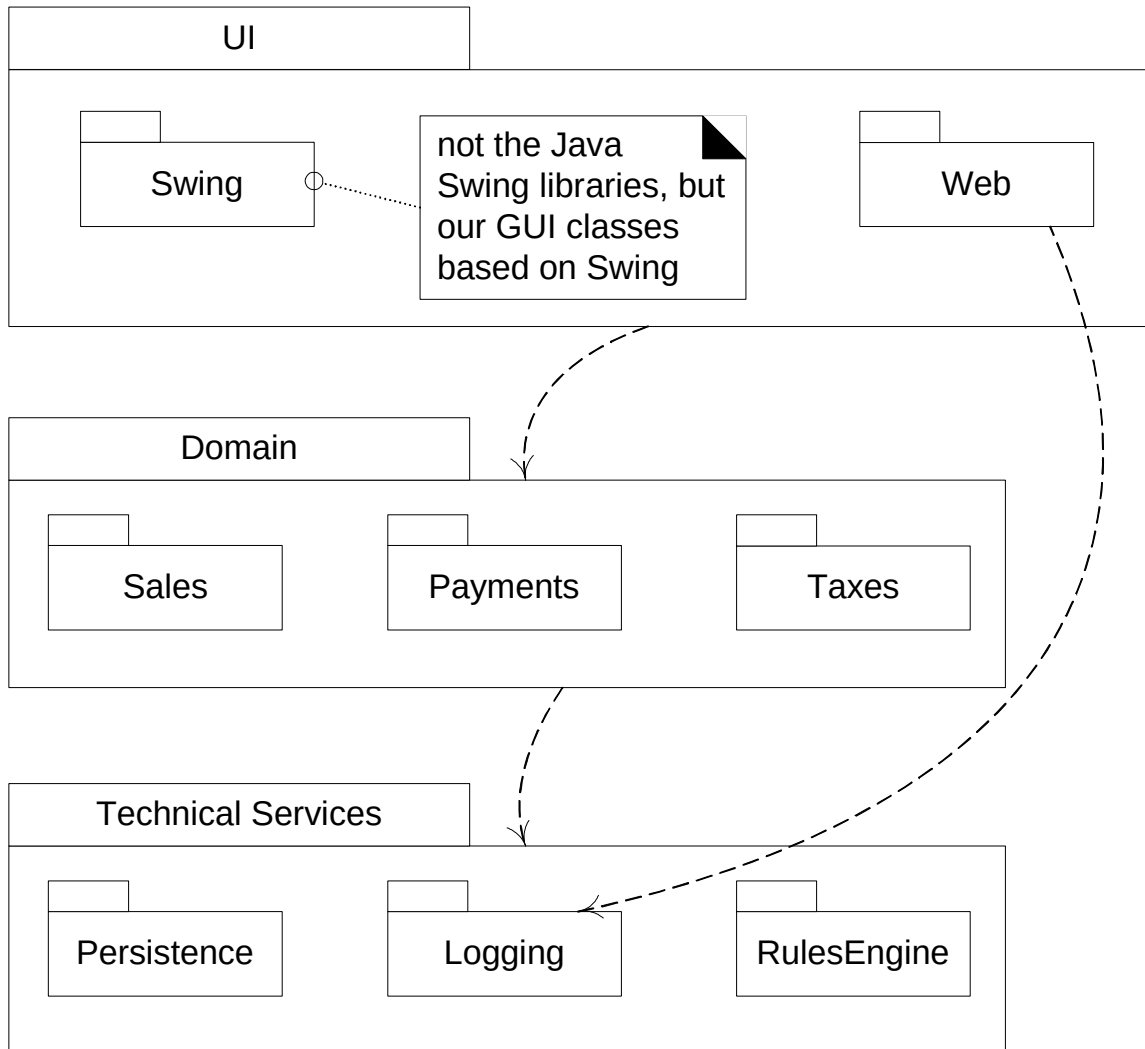 UI
Swing
not the Java
Swing libraries, but
our GUI classes
based on Swing
Web
Domain
Sales
Payments
Taxes
Technical Services
Persistence
Logging
RulesEngine